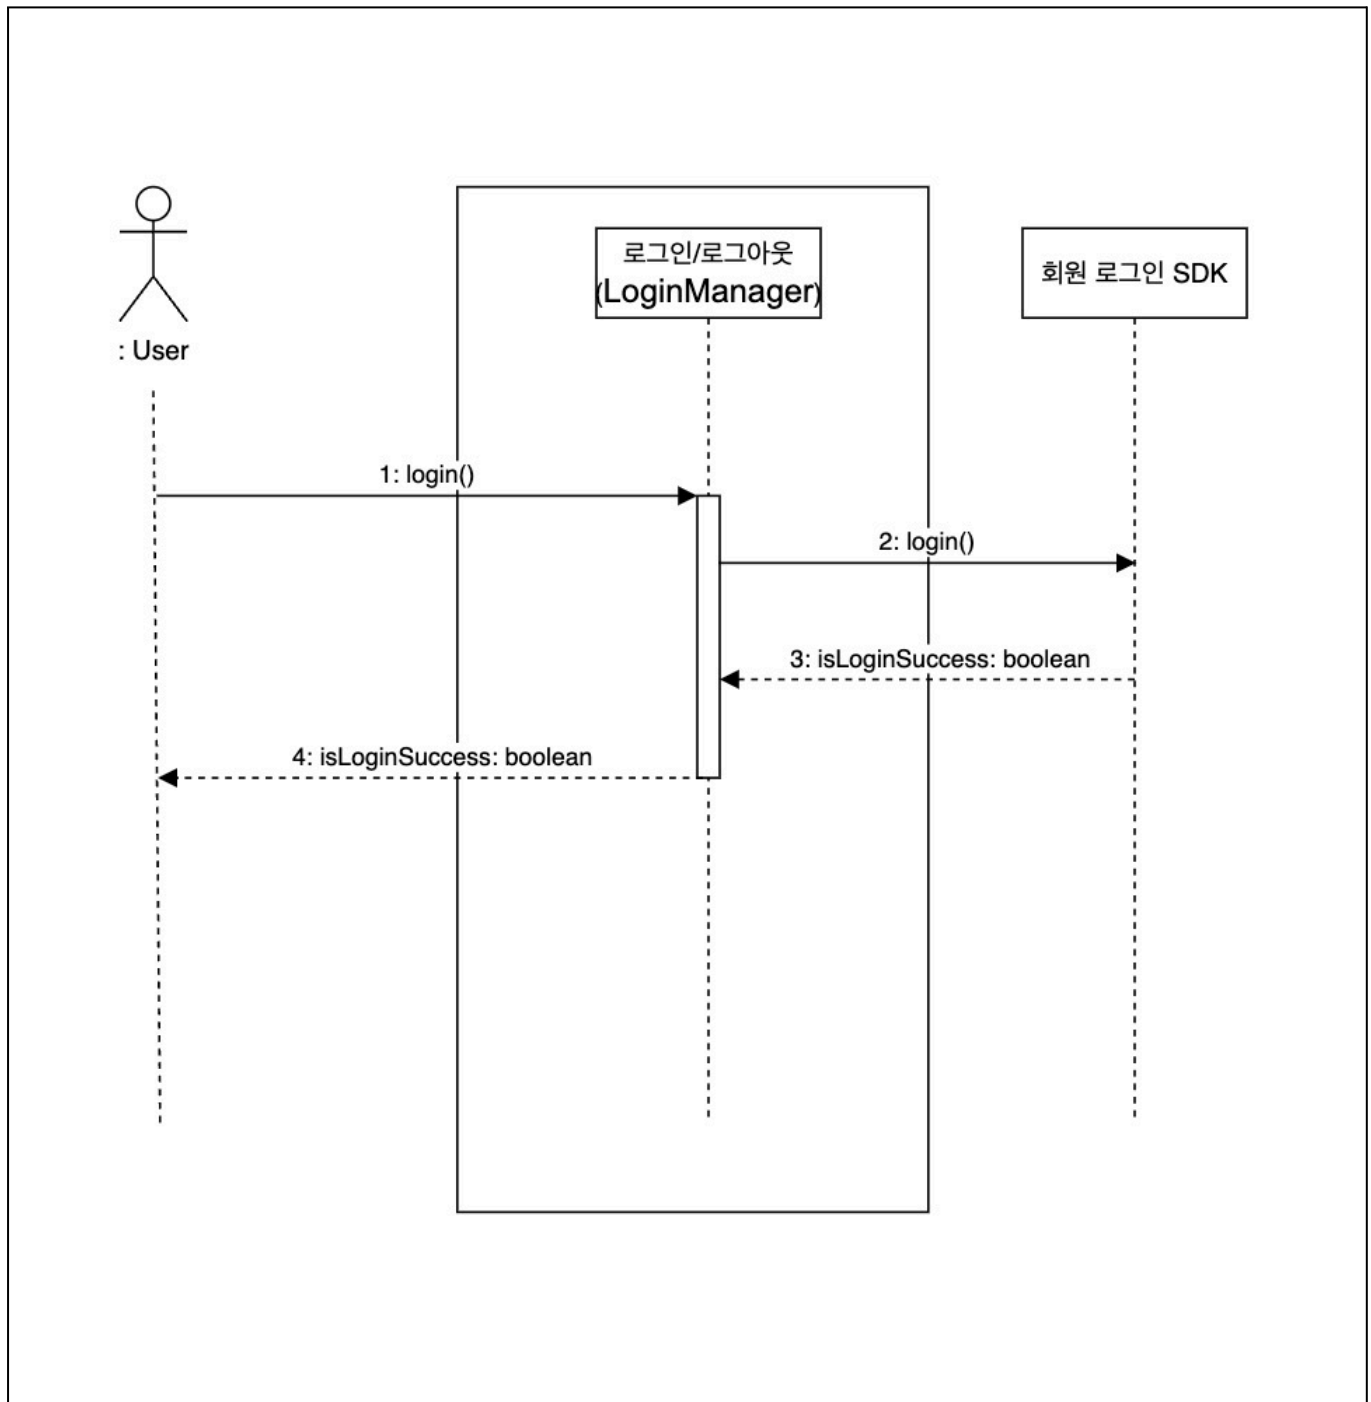 로그인/로그아웃
(LoginManager)
회원 로그인 SDK
: User
1: login()
2: login()
3: isLoginSuccess: boolean
4: isLoginSuccess: boolean